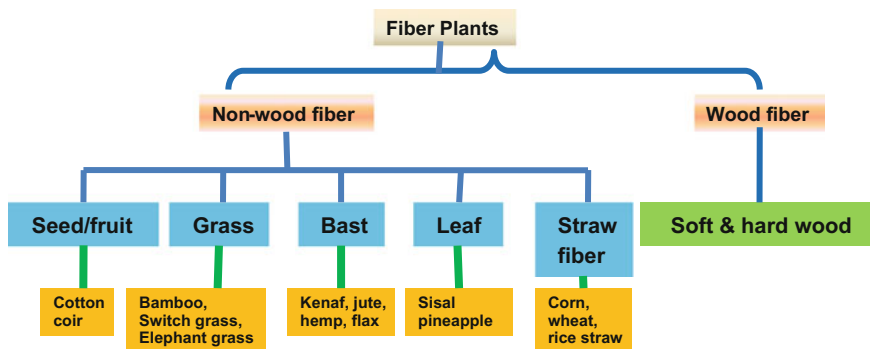 Fiber Plants
Non-wood fiber
Wood fiber
Seed/fruit
Grass
Bast
Leaf
Straw
fiber
Soft & hard wood
Cotton
coir
Bamboo,
Switch grass,
Elephant grass
Kenaf, jute,
hemp, flax
Sisal
pineapple
Corn,
wheat,
rice straw